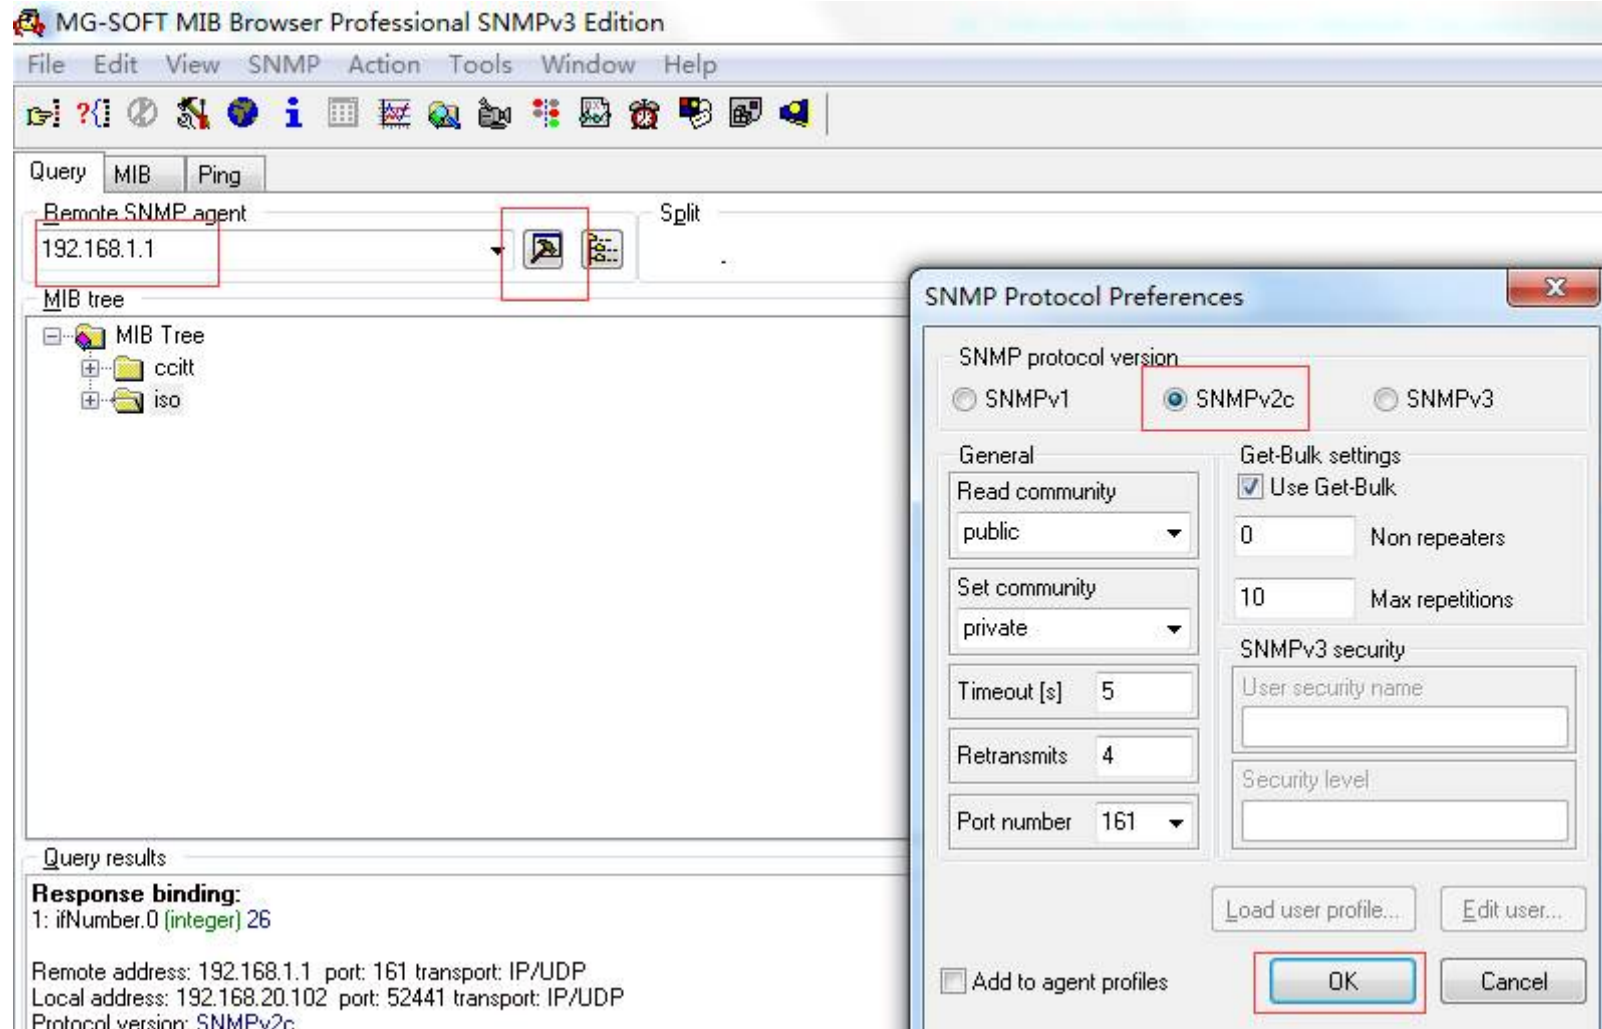 MG-SOFT MIB Browser Professional SNMPv3 Edition
File Edit View SNMP Action Tools Window Help
Query MIB Ping
Remote SNMP agent
Split
192.168.1.1
MIB tree
MIB Tree
ccitt
iso
SNMP Protocol Preferences
SNMP protocol version
SNMPv1 SNMPv2c SNMPv3
General
Read community
public
Set community
private
Timeout [s] 5
Retransmits 4
Port number 161
Get-Bulk settings
Use Get-Bulk
0 Non repeaters
10 Max repetitions
SNMPv3 security
User security name
Security level
Load user profile... Edit user...
Add to agent profiles OK Cancel
Query results
Response binding:
1: ifNumber.0 (integer) 26
Remote address: 192.168.1.1 port: 161 transport: IP/UDP
Local address: 192.168.20.102 port: 52441 transport: IP/UDP
Protocol version: SNMPv2c